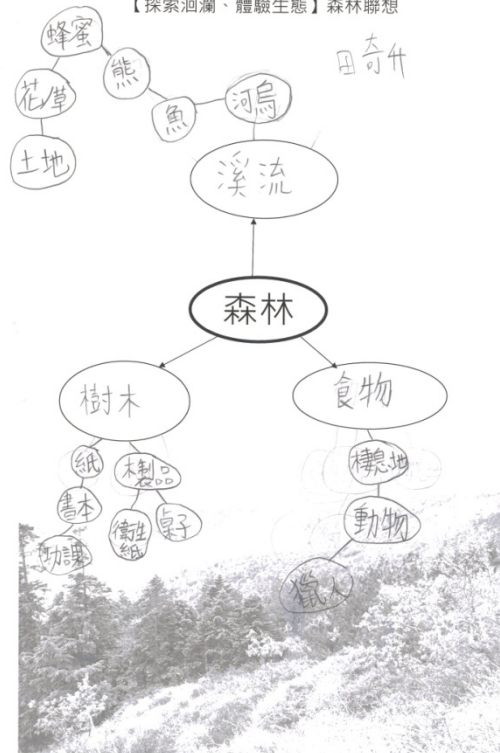 【探索洄瀾、體驗生態】森林聯想
田奇升
蜂蜜
熊
花草
魚
河烏
土地
溪流
森林
樹木
食物
紙
木製品
棲息地
書本
衛生紙
桌子
動物
功課
獵人